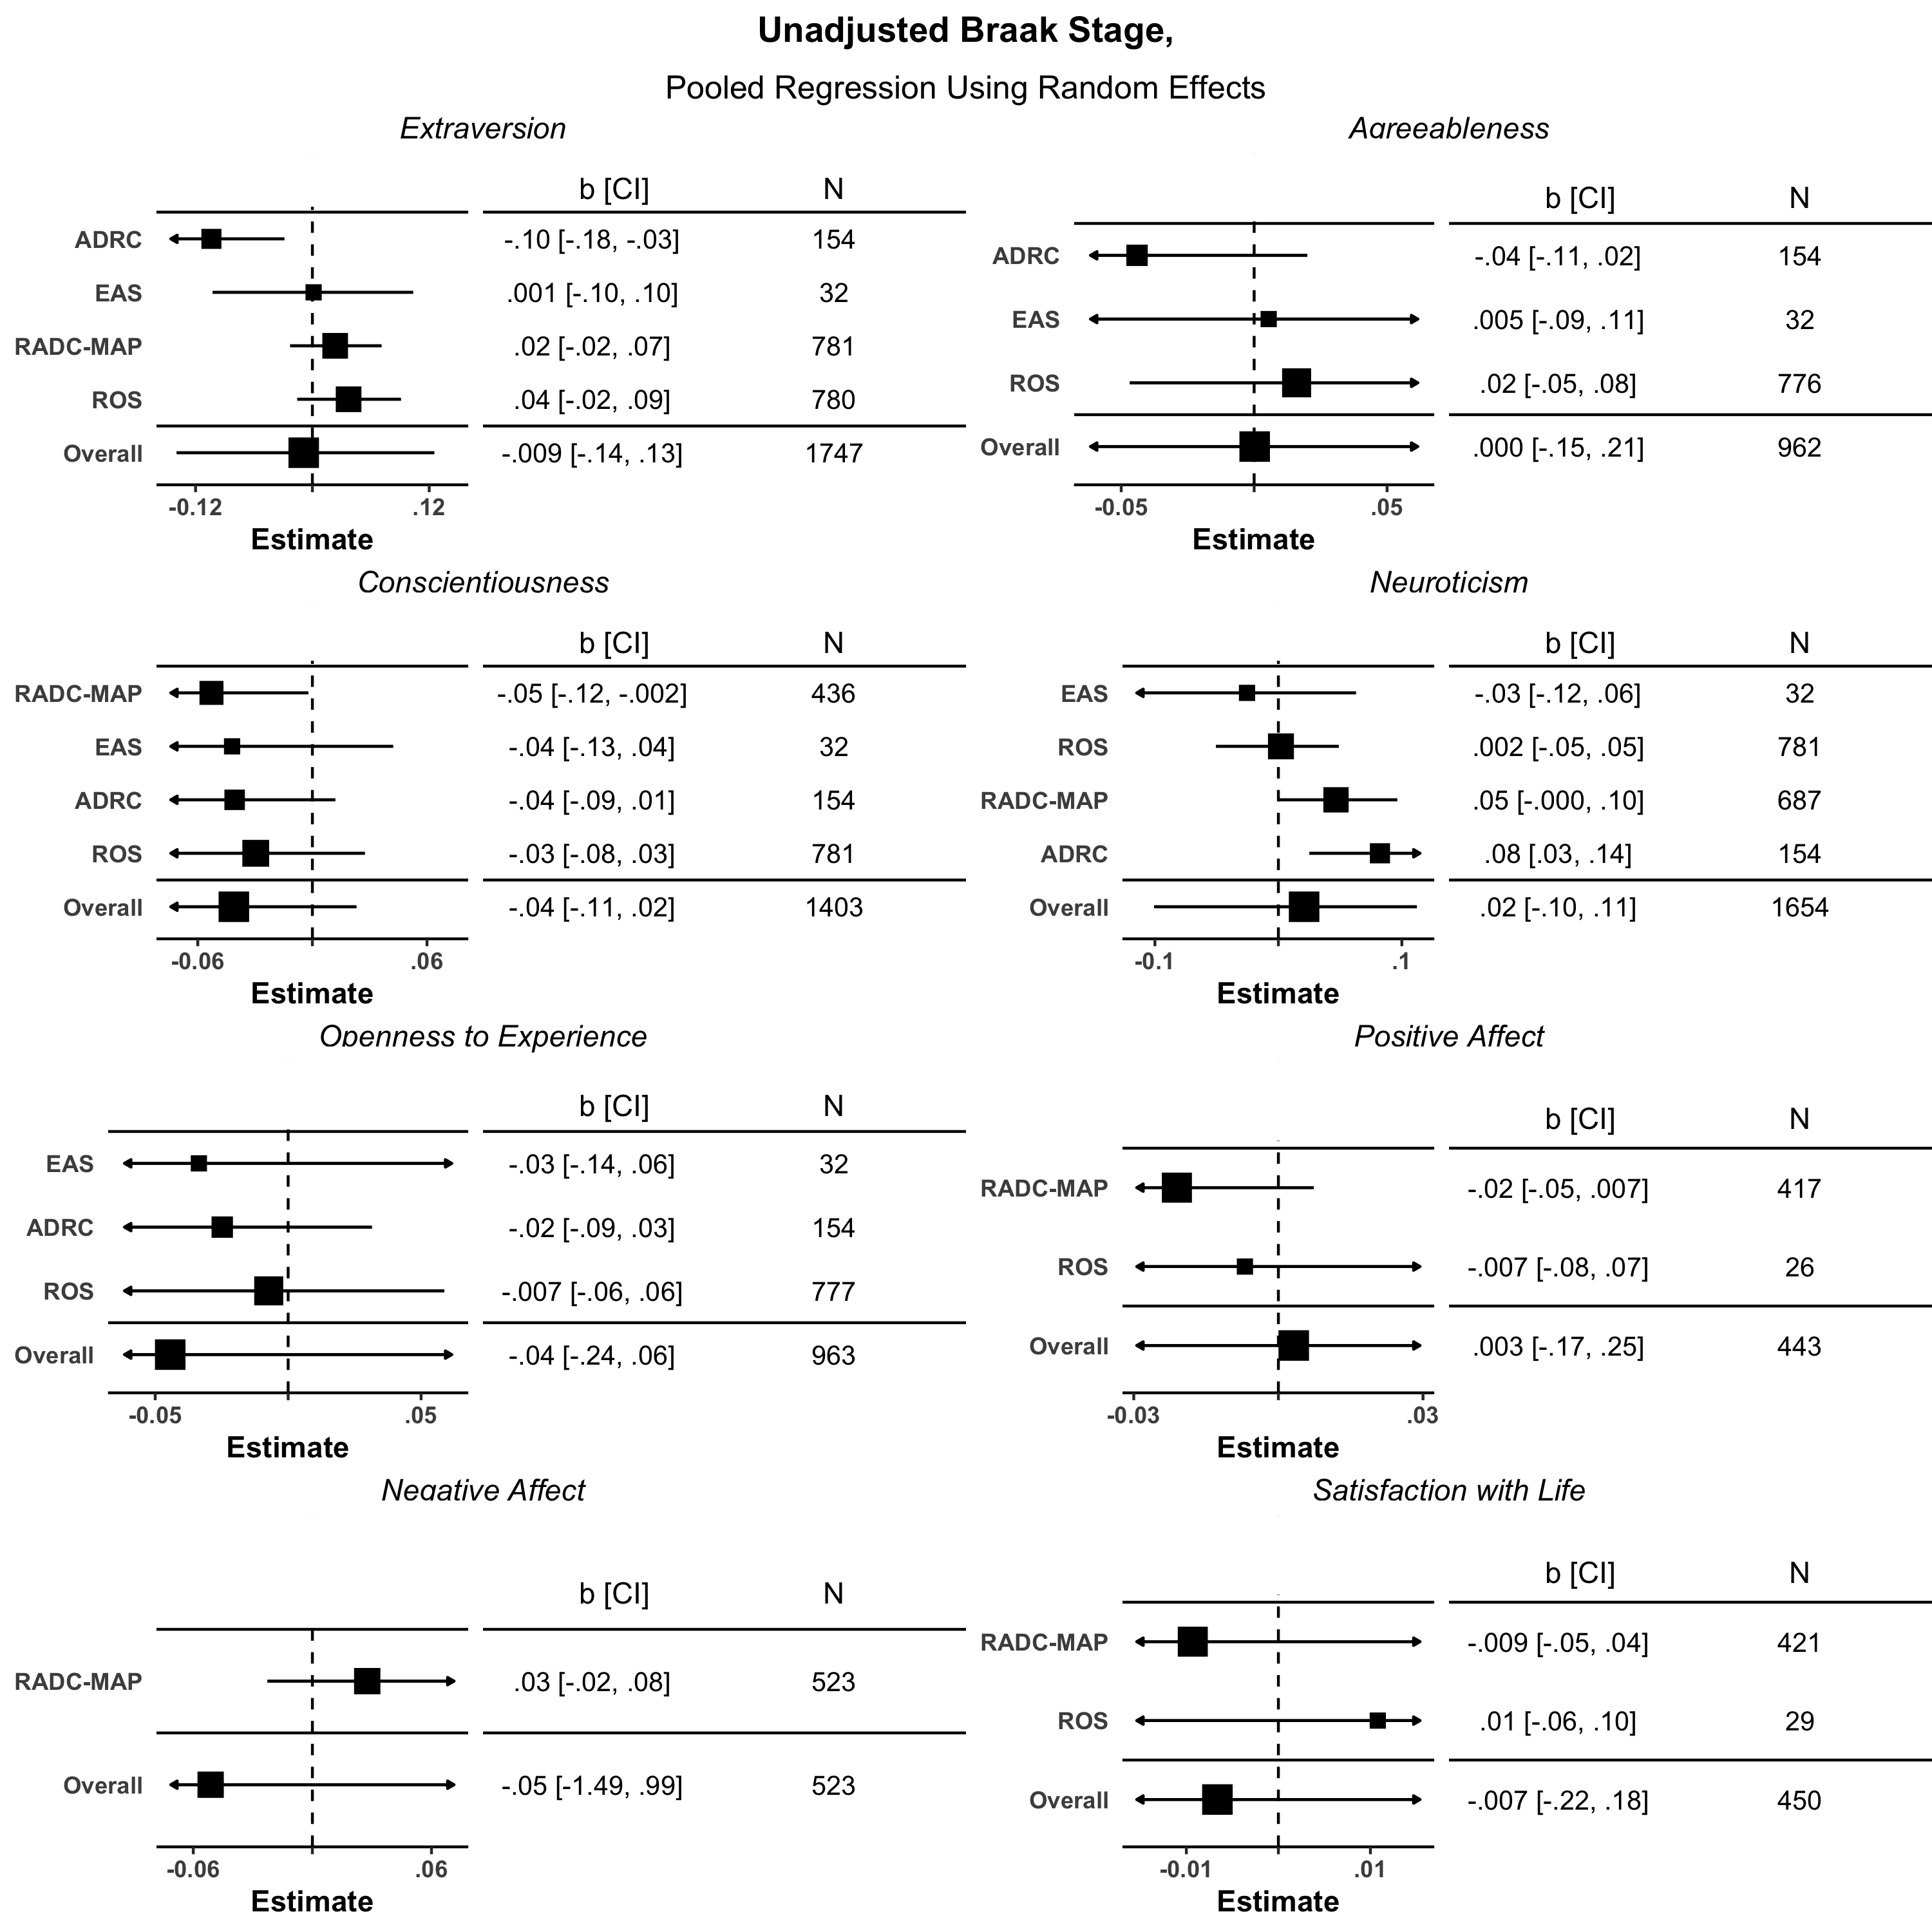 Unadjusted Braak Stage,
Pooled Regression Using Random Effects
Extraversion
b [CI] N
ADRC -.10 [-.18, -.03] 154
EAS .001 [-.10, .10] 32
RADC-MAP .02 [-.02, .07] 781
ROS .04 [-.02, .09] 780
Overall -.009 [-.14, .13] 1747
-0.12 .12
Estimate
Agreeableness
b [CI] N
ADRC -.04 [-.11, .02] 154
EAS .005 [-.09, .11] 32
ROS .02 [-.05, .08] 776
Overall .000 [-.15, .21] 962
-0.05 .05
Estimate
Conscientiousness
b [CI] N
RADC-MAP -.05 [-.12, -.002] 436
EAS -.04 [-.13, .04] 32
ADRC -.04 [-.09, .01] 154
ROS -.03 [-.08, .03] 781
Overall -.04 [-.11, .02] 1403
-0.06 .06
Estimate
Neuroticism
b [CI] N
EAS -.03 [-.12, .06] 32
ROS .002 [-.05, .05] 781
RADC-MAP .05 [-.000, .10] 687
ADRC .08 [.03, .14] 154
Overall .02 [-.10, .11] 1654
-0.1 .1
Estimate
Openness to Experience
b [CI] N
EAS -.03 [-.14, .06] 32
ADRC -.02 [-.09, .03] 154
ROS -.007 [-.06, .06] 777
Overall -.04 [-.24, .06] 963
-0.05 .05
Estimate
Positive Affect
b [CI] N
RADC-MAP -.02 [-.05, .007] 417
ROS -.007 [-.08, .07] 26
Overall .003 [-.17, .25] 443
-0.03 .03
Estimate
Negative Affect
b [CI] N
RADC-MAP .03 [-.02, .08] 523
Overall -.05 [-1.49, .99] 523
-0.06 .06
Estimate
Satisfaction with Life
b [CI] N
RADC-MAP -.009 [-.05, .04] 421
ROS .01 [-.06, .10] 29
Overall -.007 [-.22, .18] 450
-0.01 .01
Estimate